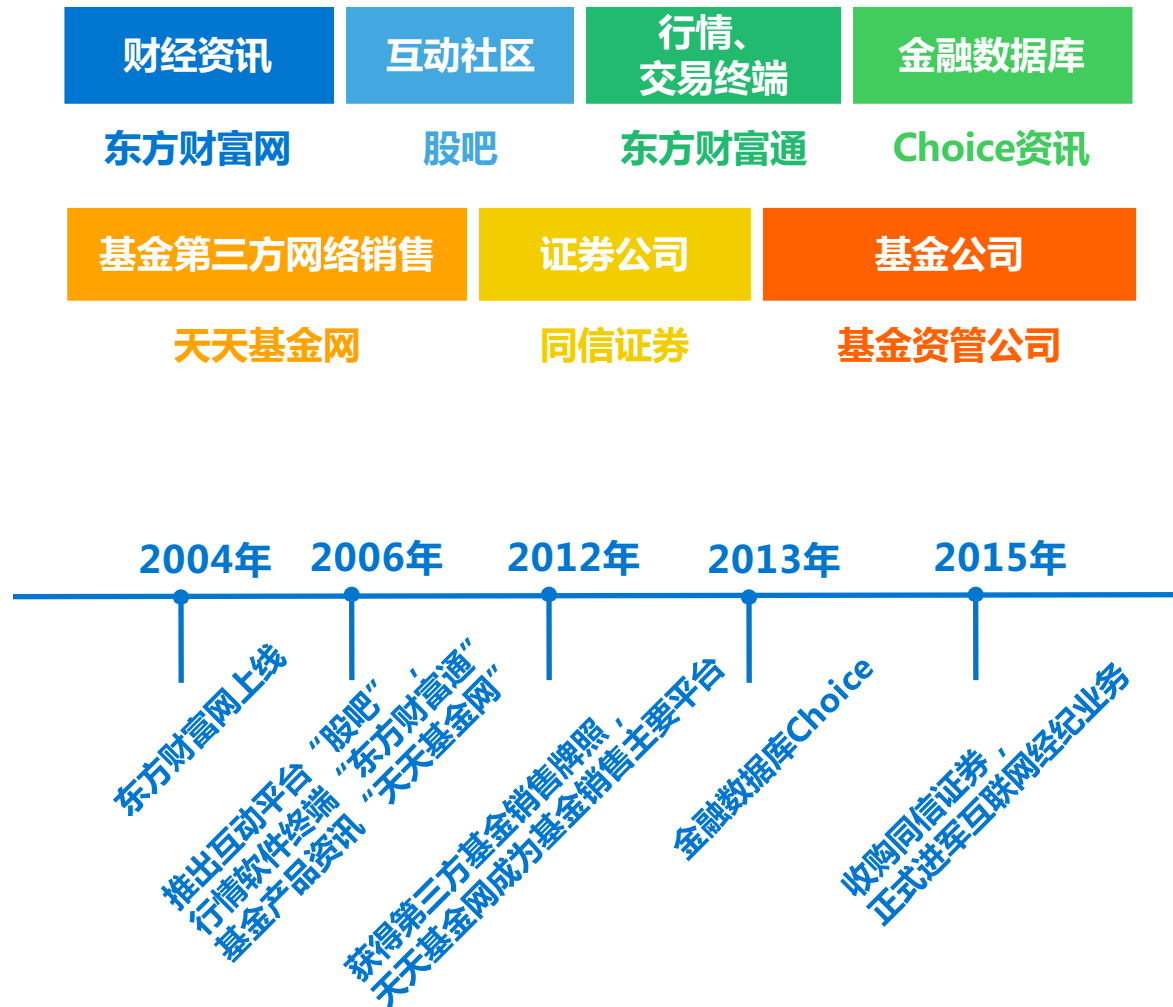 财经资讯
互动社区
行情、
交易终端
金融数据库
东方财富网
股吧
东方财富通
Choice资讯
基金第三方网络销售
证券公司
基金公司
天天基金网
同信证券
基金资管公司
2004年
2006年
2012年
2013年
2015年
东方财富网上线
推出互动平台“股吧”，
行情软件终端“东方财富通”
基金产品资讯“天天基金网”
获得第三方基金销售牌照，
天天基金网成为基金销售主要平台
金融数据库Choice
收购同信证券，
正式进军互联网经纪业务